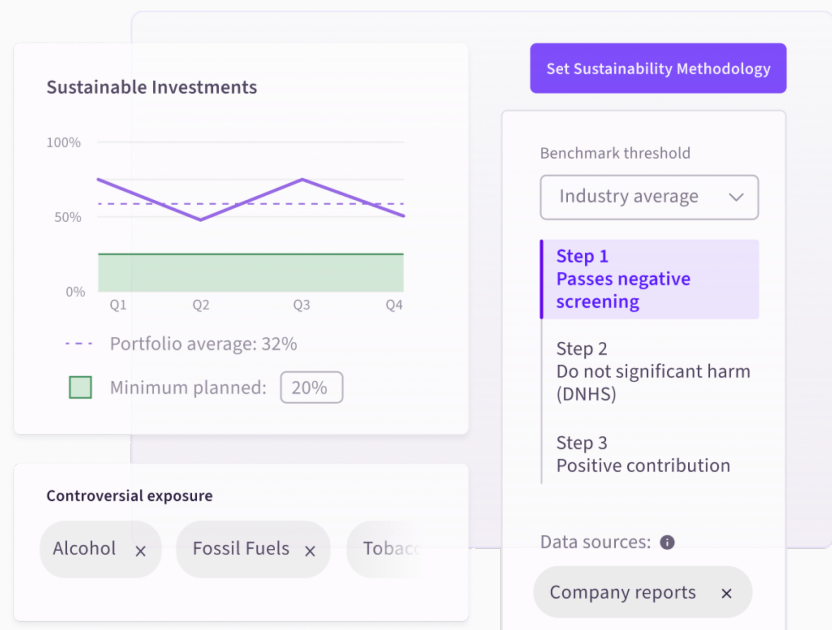 Sustainable Investments
100%
50%
0%
Q1 Q2 Q3 Q4
Portfolio average: 32%
Minimum planned: 20%
Controversial exposure
Alcohol × Fossil Fuels ×
Set Sustainability Methodology
Benchmark threshold
Industry average
Step 1
Passes negative
screening
Step 2
Do not significant harm
(DNHS)
Step 3
Positive contribution
Data sources:
Company reports ×